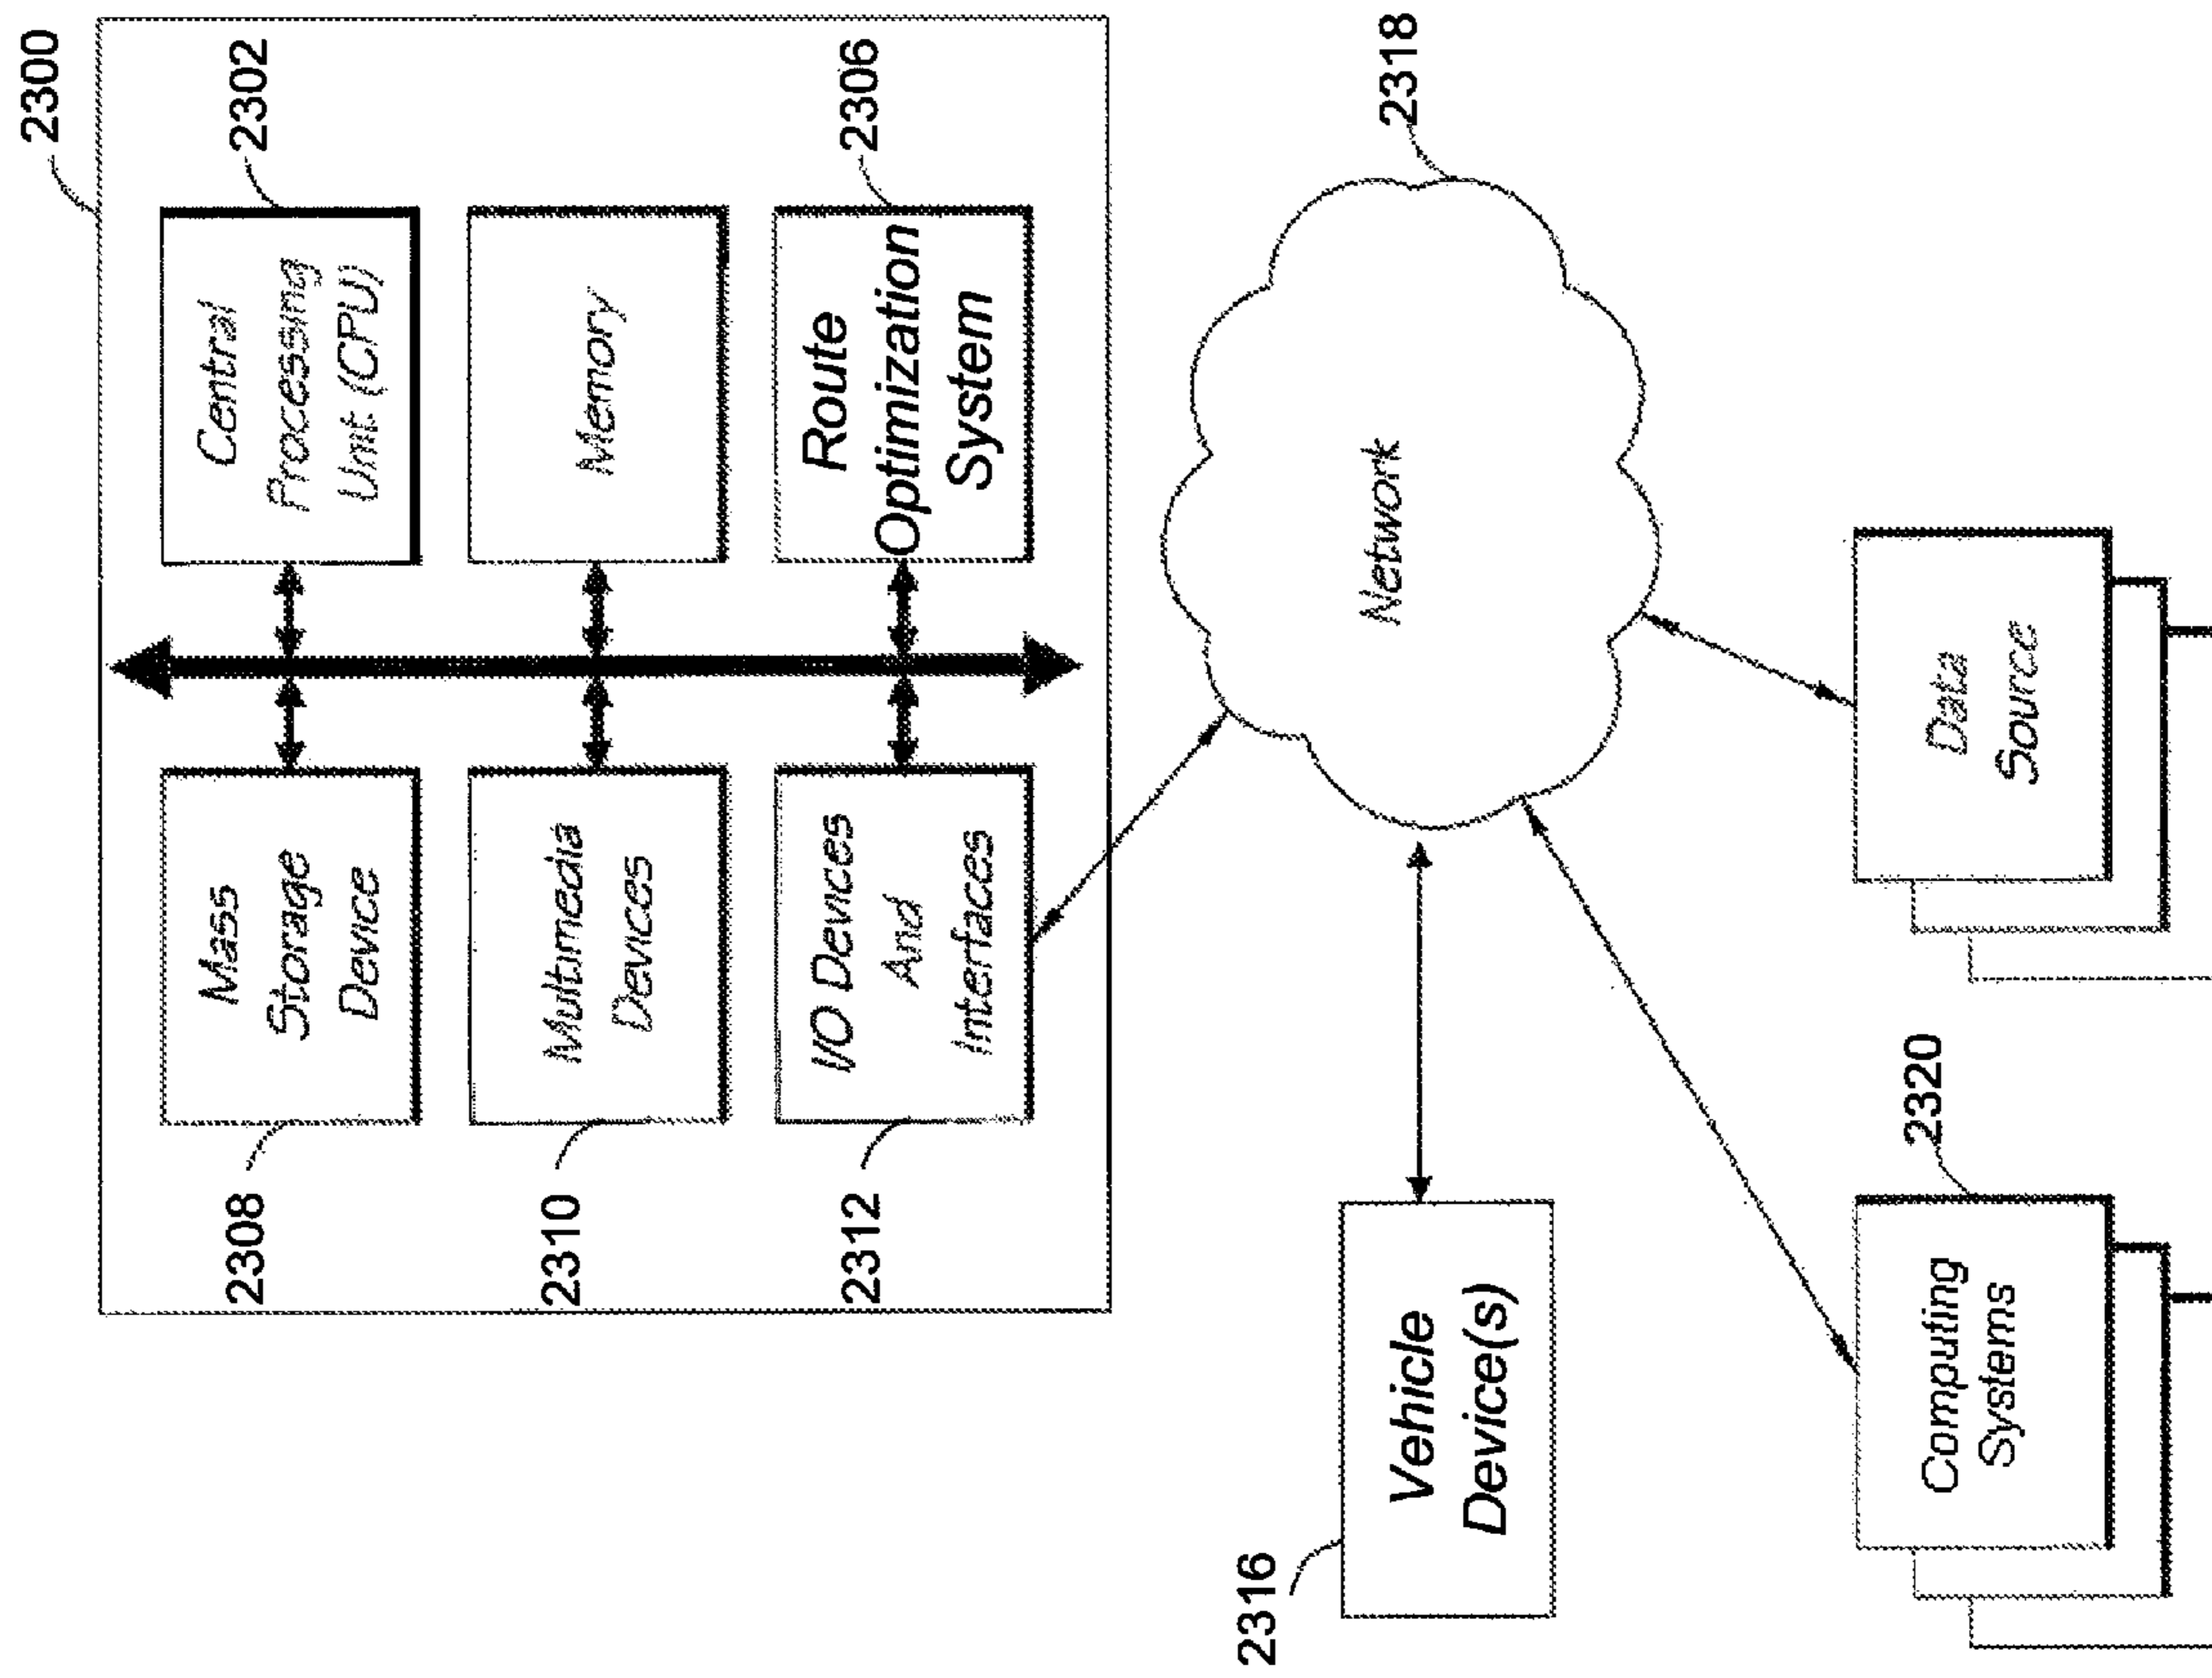 2300
2308
2302
Mass
Storage
Device
Central
Processing
Unit (CPU)
2310
Multimedia
Devices
Memory
2312
2306
I/O Devices
And
Interfaces
Route
Optimization
System
2316
2318
Vehicle
Device(s)
Network
2320
Computing
Systems
Data
Source